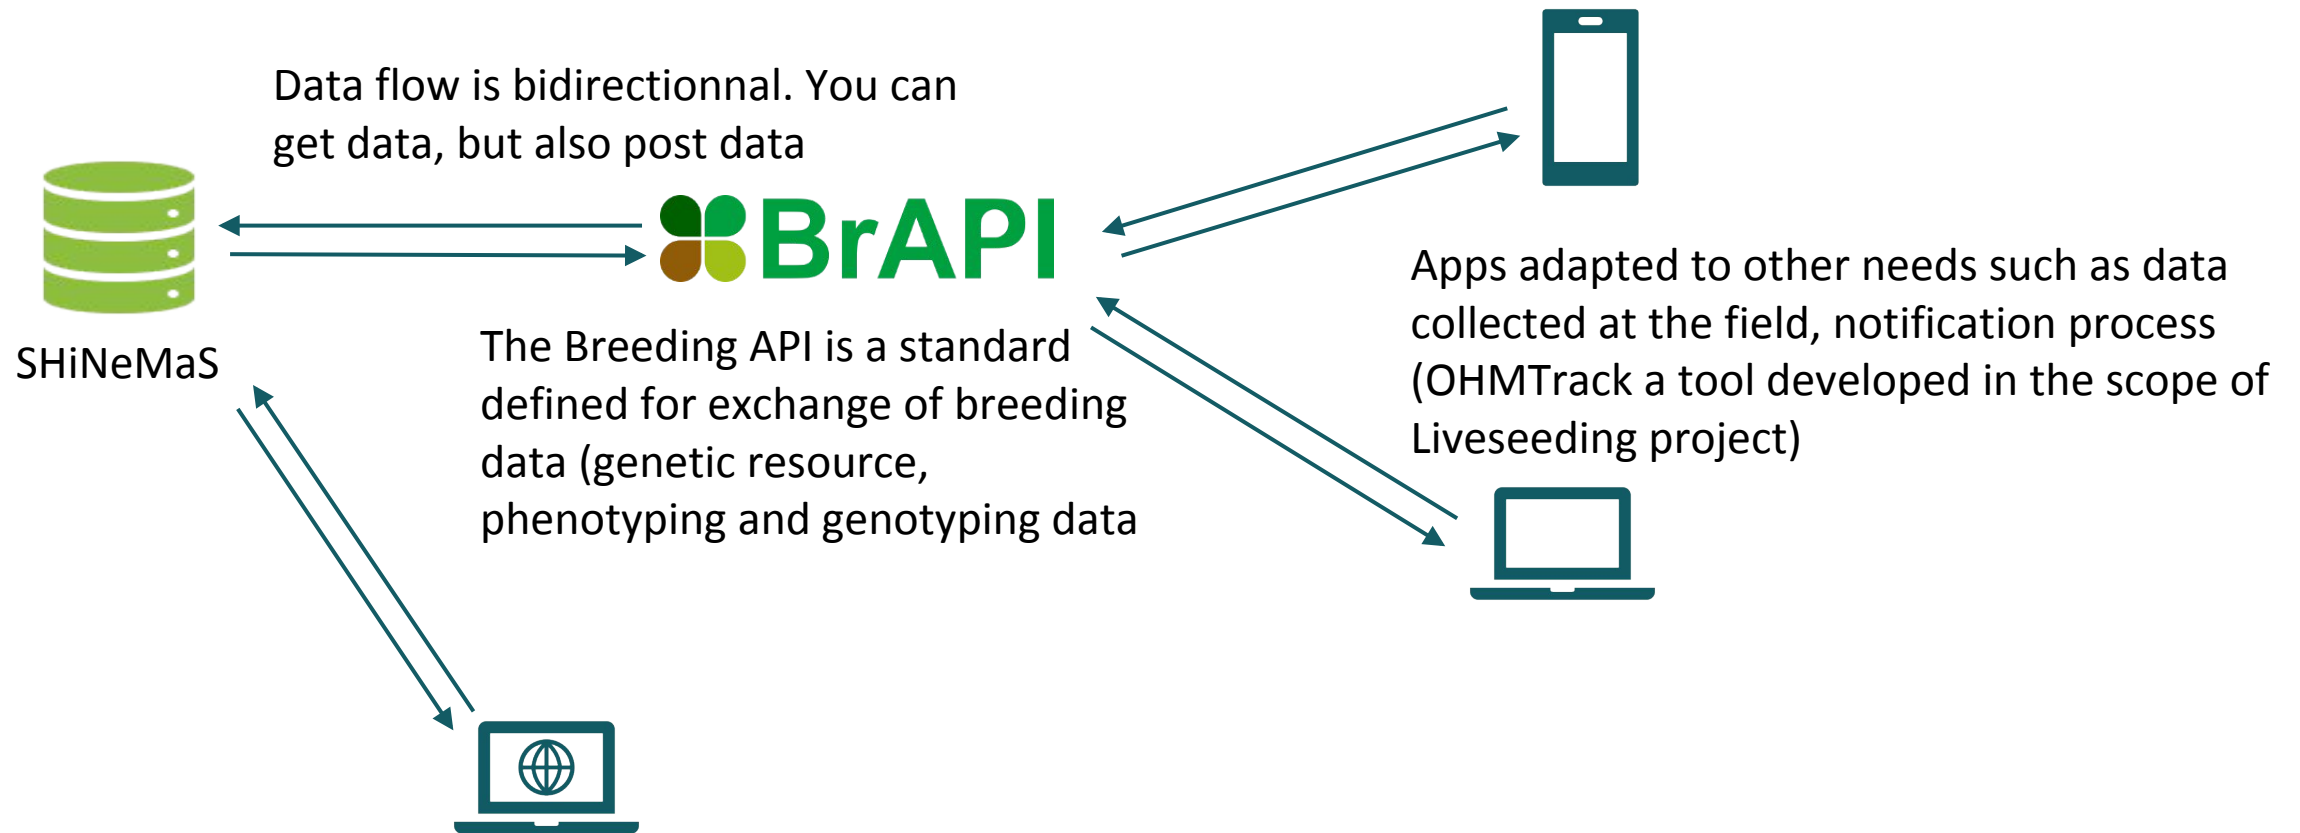 Data flow is bidirectionnal. You can
get data, but also post data
BrAPI
SHiNeMaS
The Breeding API is a standard
defined for exchange of breeding
data (genetic resource,
phenotyping and genotyping data
Apps adapted to other needs such as data
collected at the field, notification process
(OHMTrack a tool developed in the scope of
Liveseeding project)